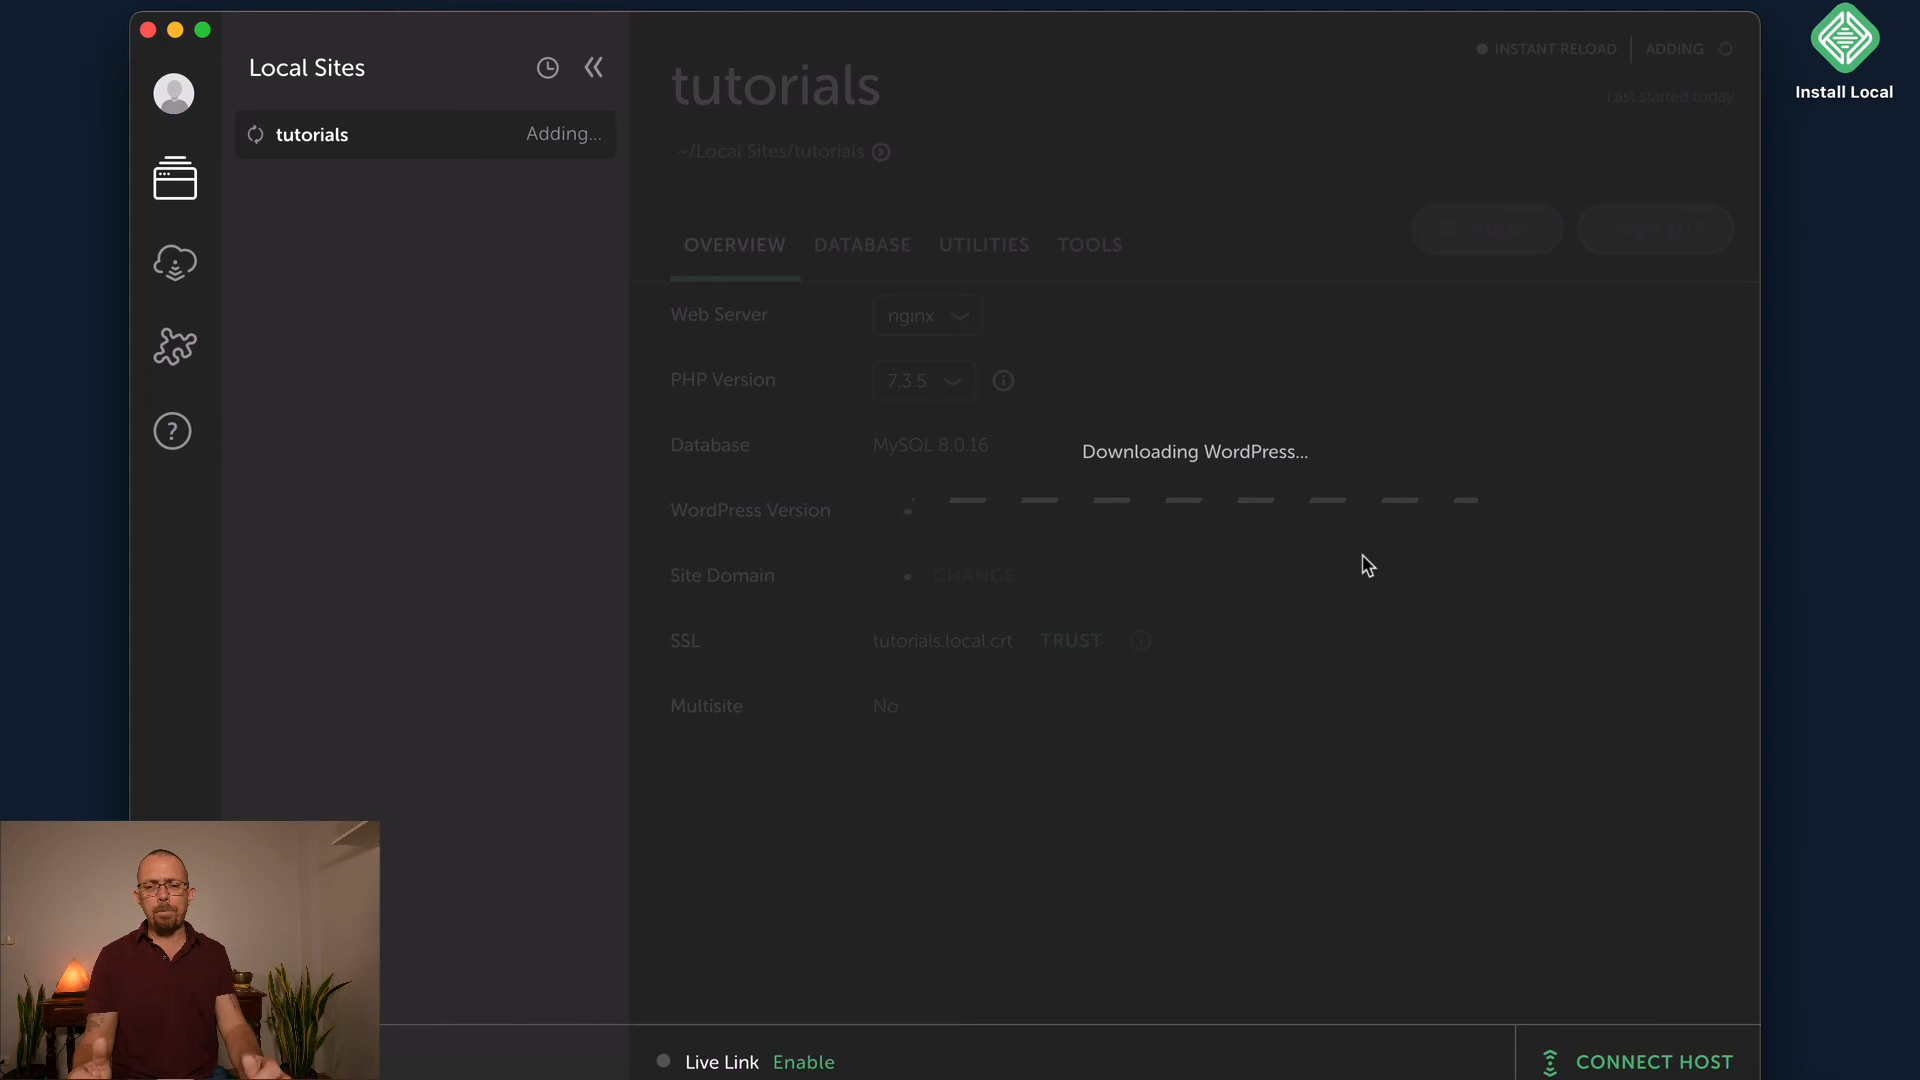 Local Sites
tutorials
Adding...
tutorials
INSTANT RELOAD
ADDING
Last started today
~/Local Sites/tutorials
OVERVIEW
DATABASE
UTILITIES
TOOLS
Web Server
nginx
PHP Version
7.3.5
Database
MySQL 8.0.16
Downloading WordPress...
WordPress Version
Site Domain
CHANGE
SSL
tutorials.local.crt
TRUST
Multisite
No
Live Link
Enable
CONNECT HOST
Install Local